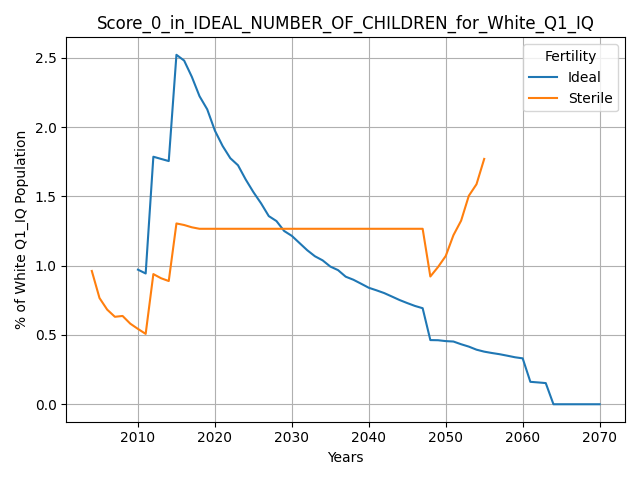 Score_0_in_IDEAL_NUMBER_OF_CHILDREN_for_White_Q1_IQ
Fertility
Ideal
Sterile
% of White Q1_IQ Population
2.5
2.0
1.5
1.0
0.5
0.0
2010 2020 2030 2040 2050 2060 2070
Years